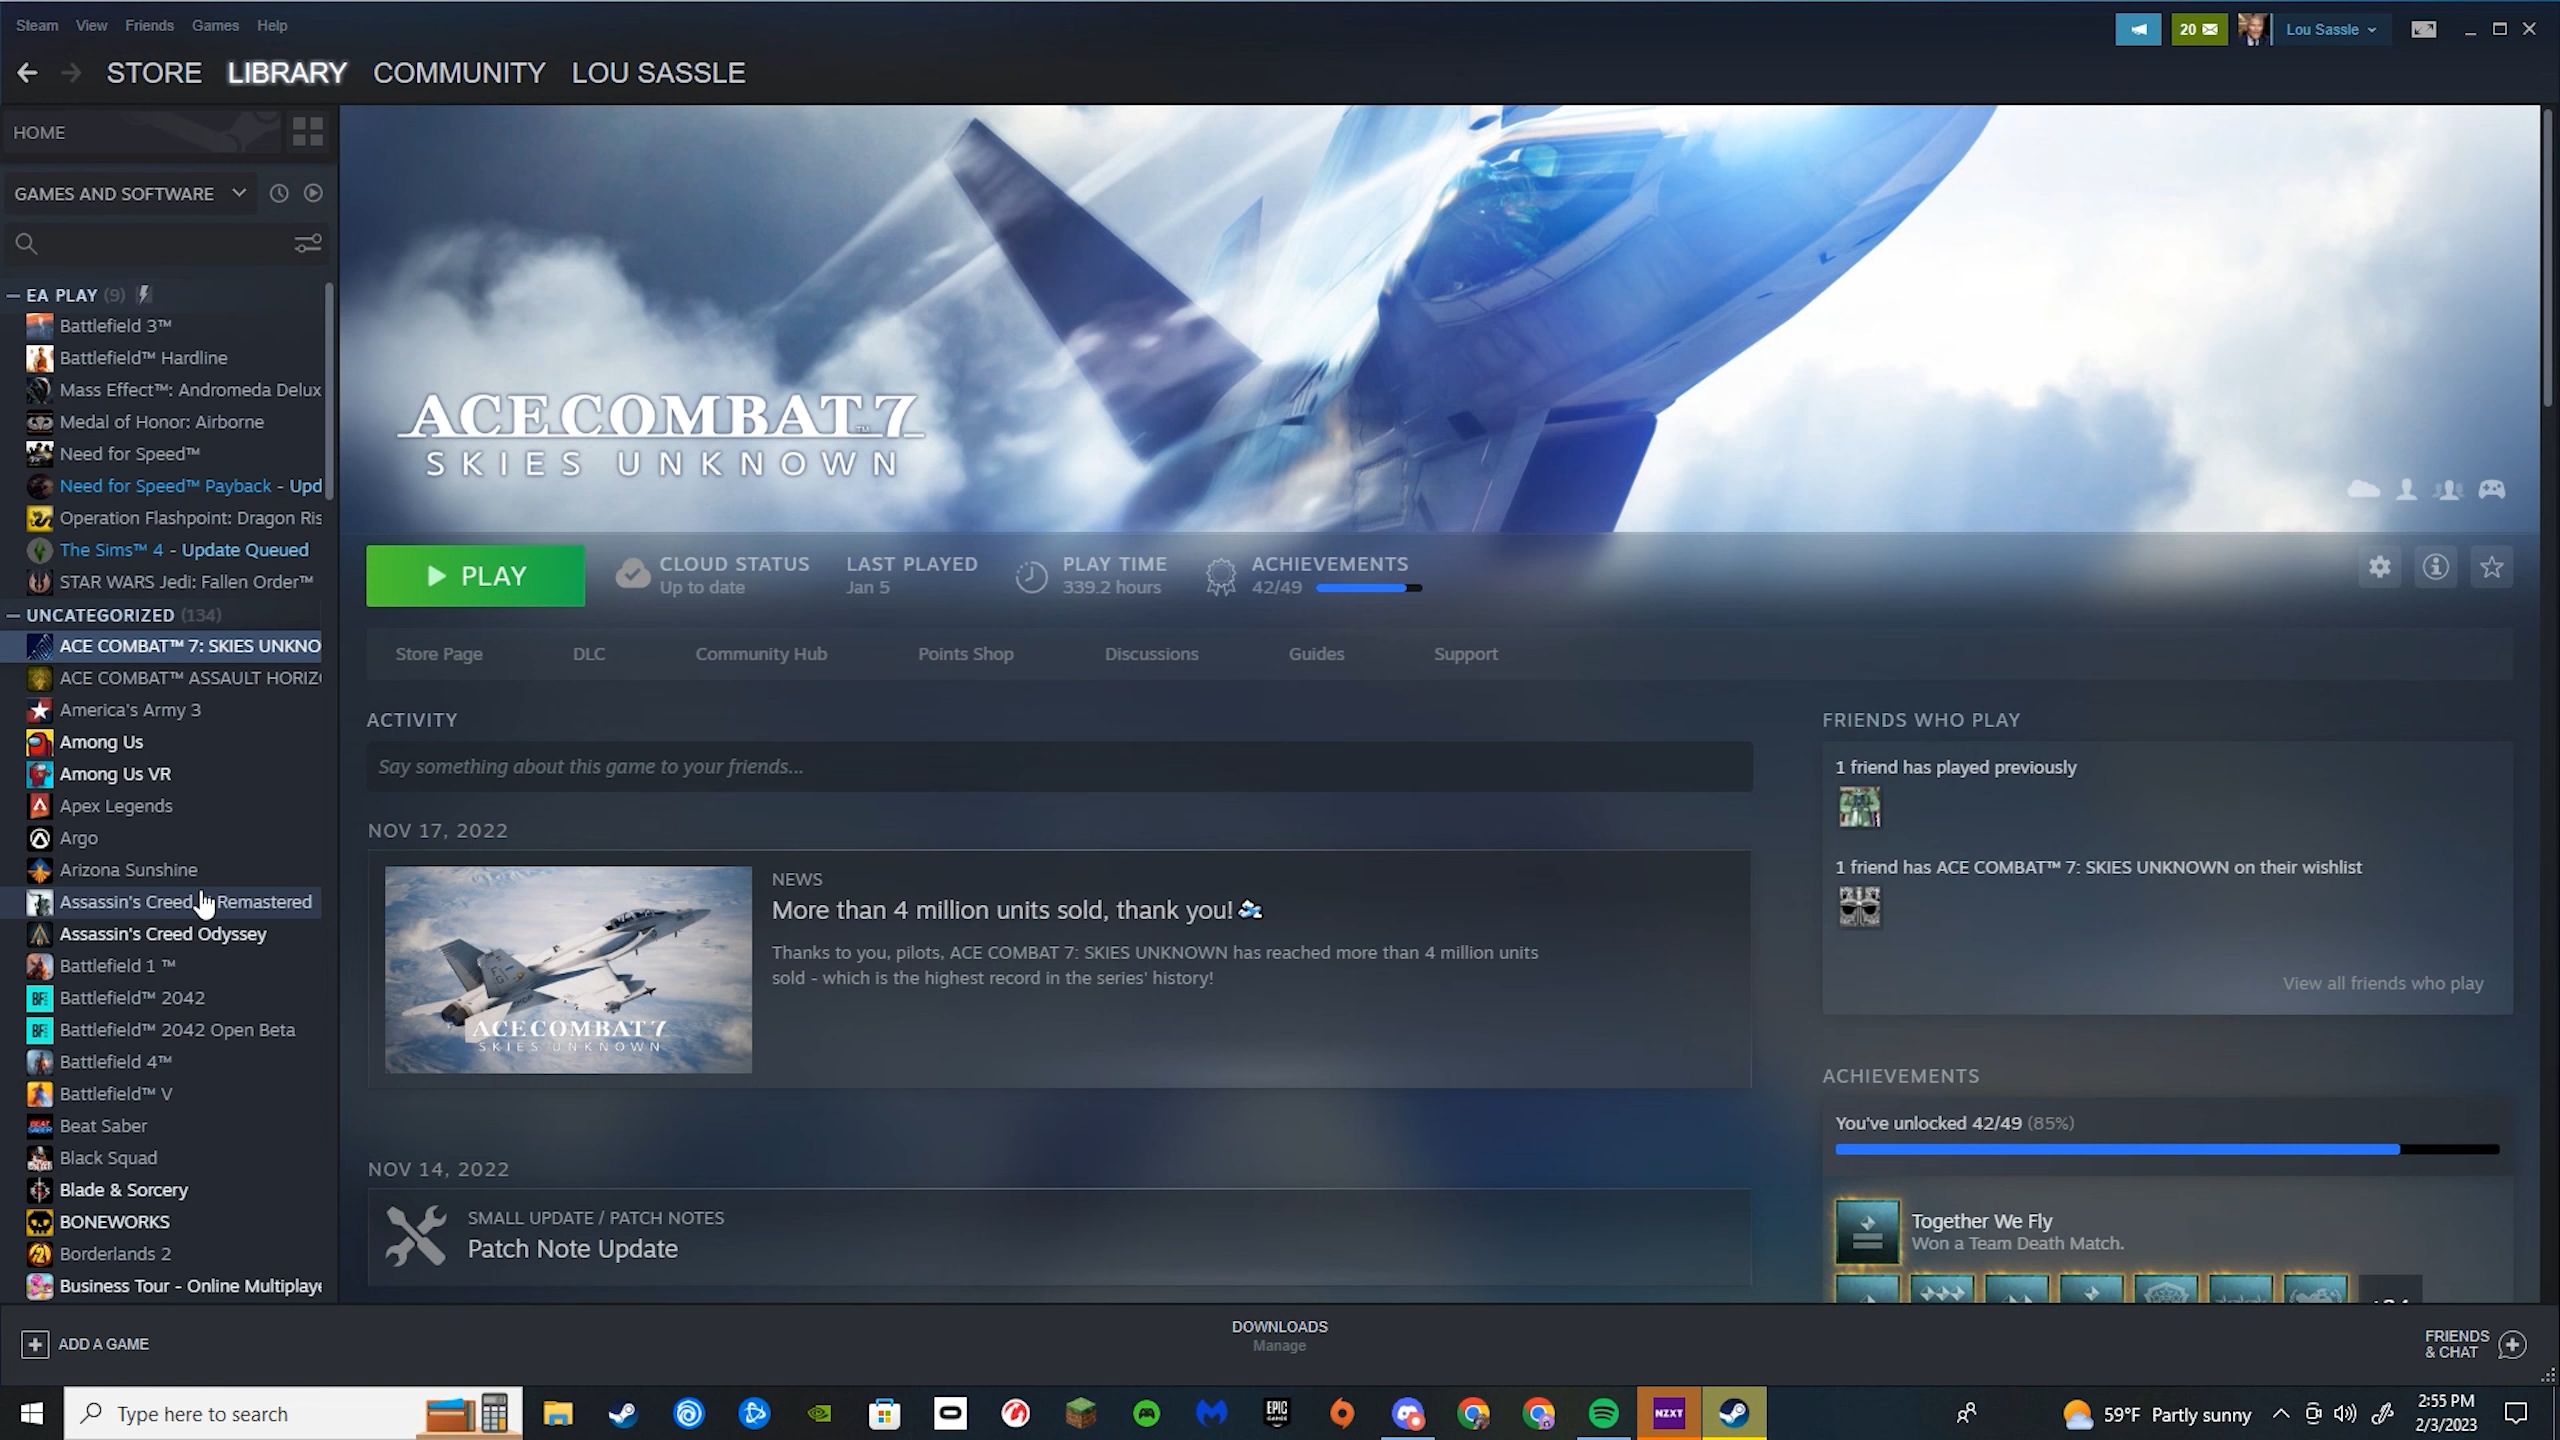 Steam View Friends Games Help
20
Lou Sassle
STORE LIBRARY COMMUNITY LOU SASSLE
HOME
GAMES AND SOFTWARE
EA PLAY (9)
Battlefield 3™
Battlefield™ Hardline
Mass Effect™: Andromeda Delux
Medal of Honor: Airborne
Need for Speed™
Need for Speed™ Payback - Upd
Operation Flashpoint: Dragon Ris
The Sims™ 4 - Update Queued
STAR WARS Jedi: Fallen Order™
UNCATEGORIZED (134)
ACE COMBAT™ 7: SKIES UNKNO
ACE COMBAT™ ASSAULT HORIZ
America's Army 3
Among Us
Among Us VR
Apex Legends
Argo
Arizona Sunshine
Assassin's Creed Remastered
Assassin's Creed Odyssey
Battlefield 1 ™
Battlefield™ 2042
Battlefield™ 2042 Open Beta
Battlefield 4™
Battlefield™ V
Beat Saber
Black Squad
Blade & Sorcery
BONEWORKS
Borderlands 2
Business Tour - Online Multiplaye
ACE COMBAT™ 7
SKIES UNKNOWN
PLAY
CLOUD STATUS
Up to date
LAST PLAYED
Jan 5
PLAY TIME
339.2 hours
ACHIEVEMENTS
42/49
Store Page DLC Community Hub Points Shop Discussions Guides Support
ACTIVITY
Say something about this game to your friends...
NOV 17, 2022
ACE COMBAT 7
SKIES UNKNOWN
NEWS
More than 4 million units sold, thank you!
Thanks to you, pilots, ACE COMBAT 7: SKIES UNKNOWN has reached more than 4 million units
sold - which is the highest record in the series' history!
NOV 14, 2022
SMALL UPDATE / PATCH NOTES
Patch Note Update
FRIENDS WHO PLAY
1 friend has played previously
1 friend has ACE COMBAT™ 7: SKIES UNKNOWN on their wishlist
View all friends who play
ACHIEVEMENTS
You've unlocked 42/49 (85%)
Together We Fly
Won a Team Death Match.
ADD A GAME
DOWNLOADS
Manage
FRIENDS
& CHAT
Type here to search
EPIC
GAMES
NZXT
59°F Partly sunny
2:55 PM
2/3/2023